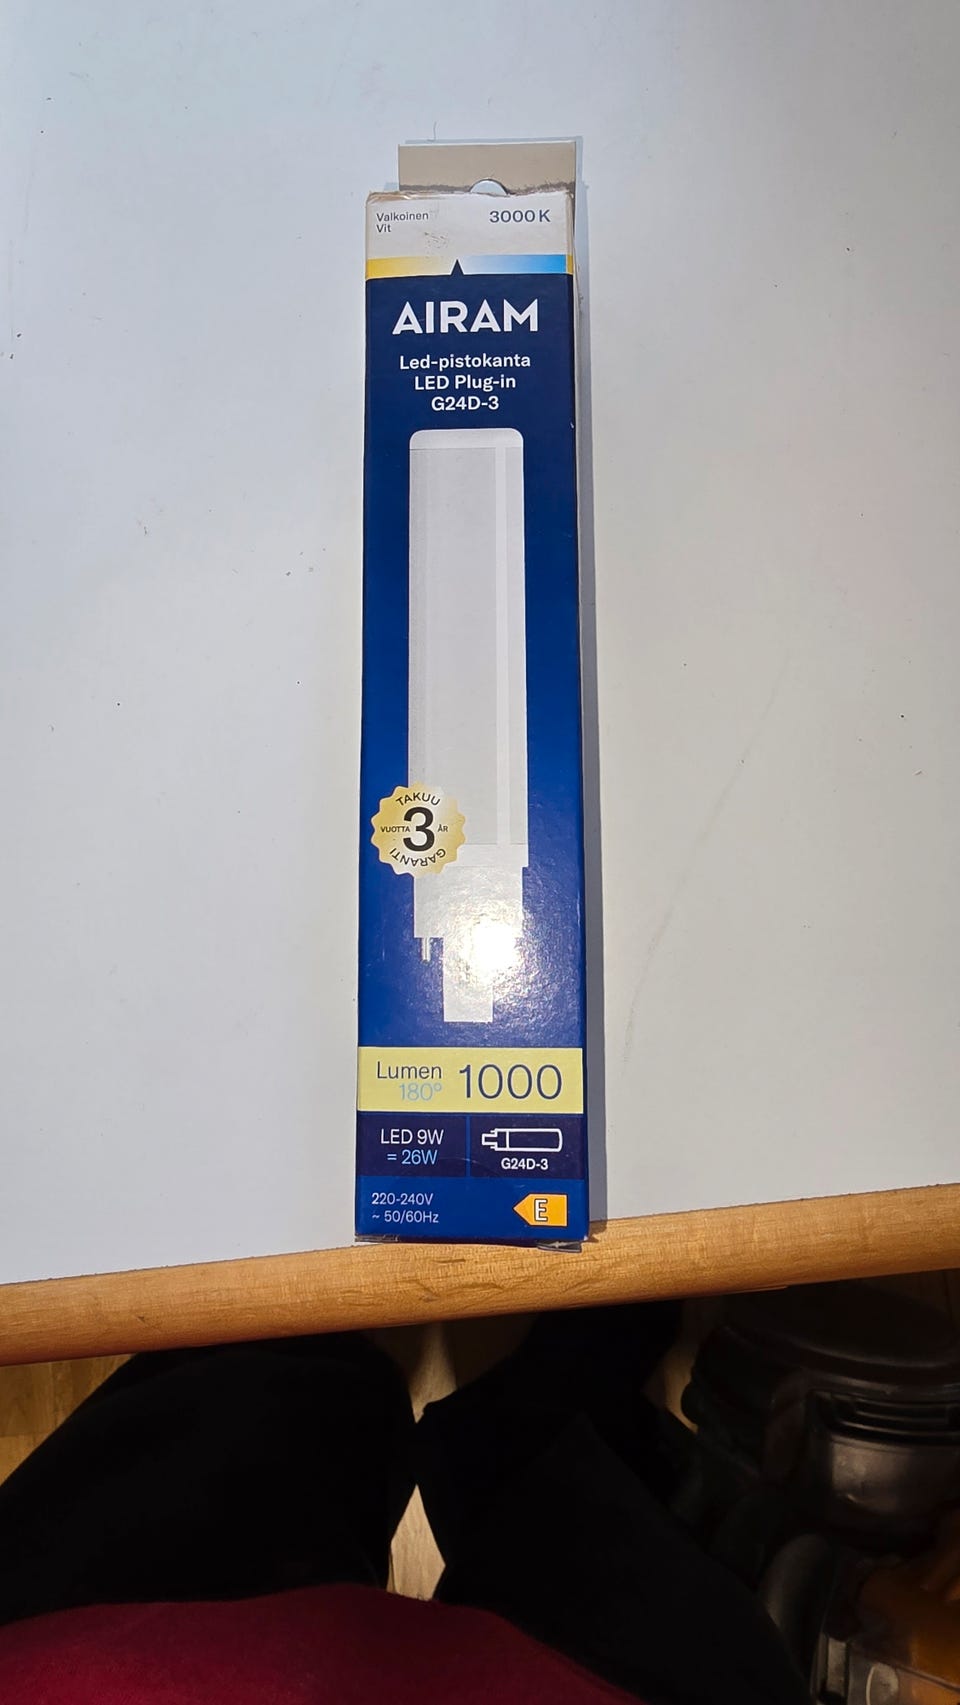 Valkoinen 3000 K
Vit
AIRAM
Led-pistokanta
LED Plug-in
G24D-3
TAKUU
VUOTTA 3 ÅR
GARANTI
Lumen 1000
180°
LED 9W
= 26W
G24D-3
220-240V
~ 50/60Hz
E